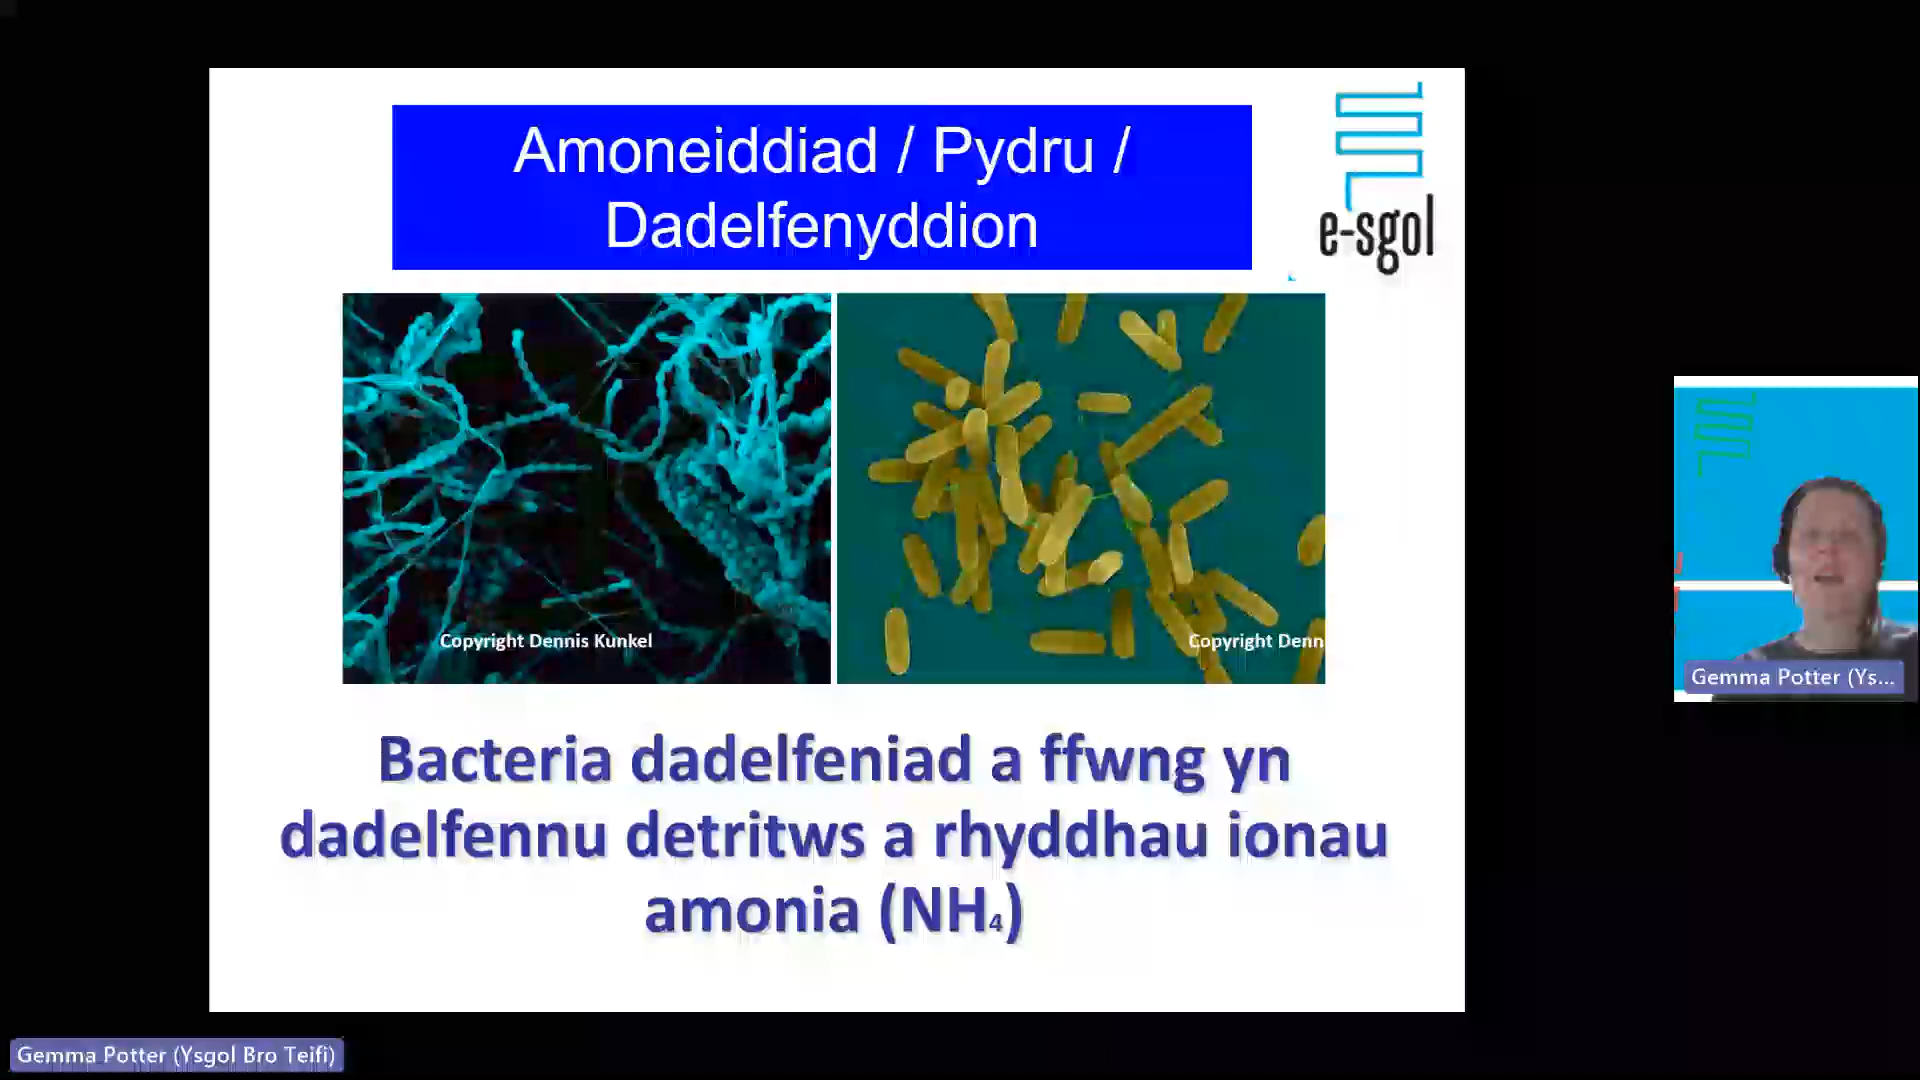 Amoneiddiad / Pydru /
Dadelfenyddion
e-sgol
Copyright Dennis Kunkel
Copyright Denn
Bacteria dadelfeniad a ffwng yn
dadelfennu detritws a rhyddhau ionau
amonia (NH₄)
Gemma Potter (Ys...
Gemma Potter (Ysgol Bro Teifi)